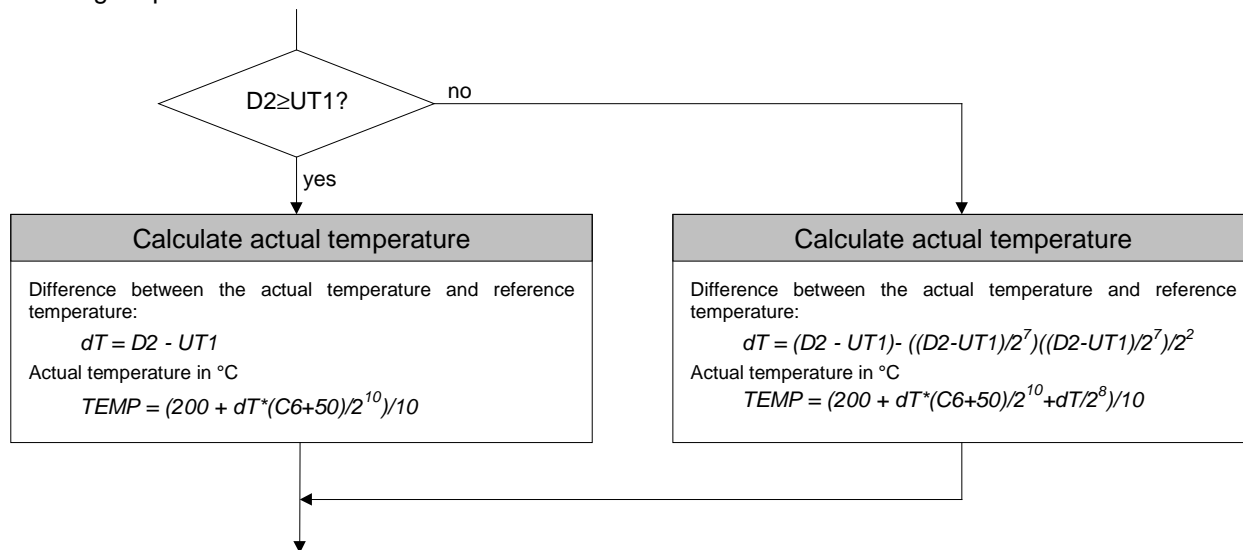 D2≥UT1?
no
yes
Calculate actual temperature
Difference between the actual temperature and reference
temperature:
dT = D2 - UT1
Actual temperature in °C
TEMP = (200 + dT*(C6+50)/2^10)/10
Calculate actual temperature
Difference between the actual temperature and reference
temperature:
dT = (D2 - UT1)- ((D2-UT1)/2^7)((D2-UT1)/2^7)/2^2
Actual temperature in °C
TEMP = (200 + dT*(C6+50)/2^10+dT/2^8)/10